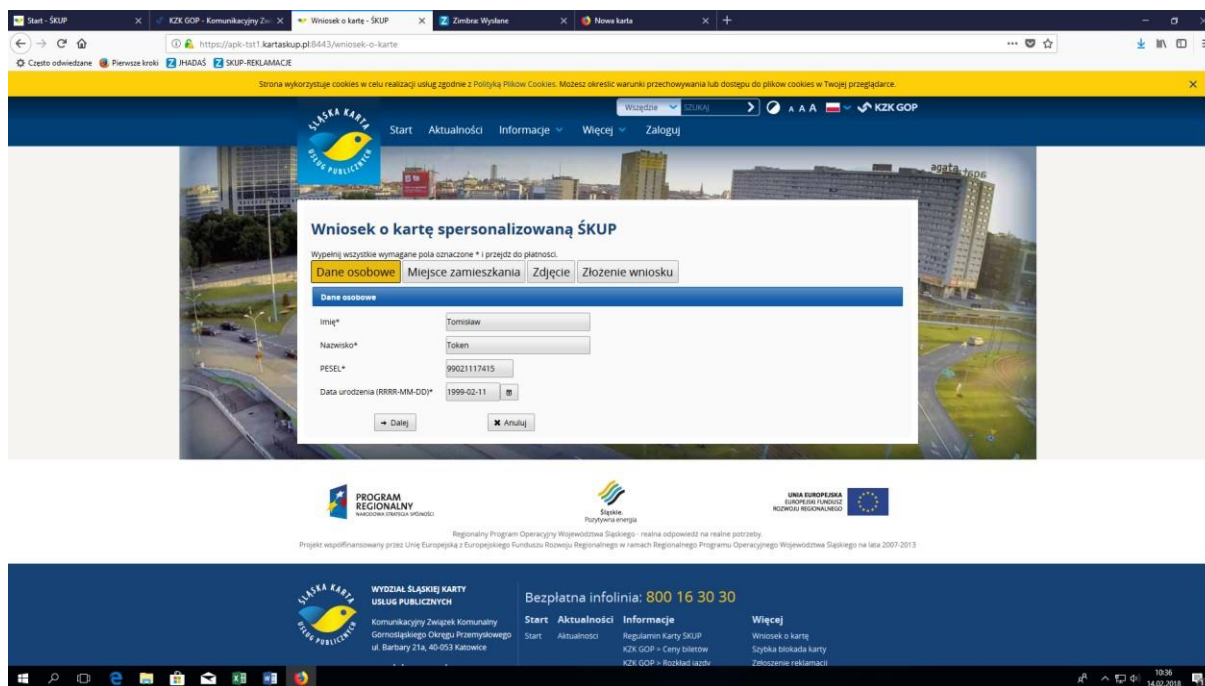 Start - ŚKUP
KZK GOP - Komunikacyjny Zwi
Wniosek o kartę - ŚKUP
Zimbra: Wysłane
Nowa karta
https://apk-tst1.kartaskup.pl:8443/wniosek-o-karte
Często odwiedzane
Pierwsze kroki
JHADAŚ
SKUP-REKLAMACJE
Strona wykorzystuje cookies w celu realizacji usług zgodnie z Polityką Plikow Cookies. Możesz okreslic warunki przechowywania lub dostępu do plikow cookies w Twojej przeglądarce.
ŚLĄSKA KARTA
USŁUG PUBLICZNYCH
Wszędzie
SZUKAJ
A A A
KZK GOP
Start
Aktualności
Informacje
Więcej
Zaloguj
agata
Wniosek o kartę spersonalizowaną ŚKUP
Wypełnij wszystkie wymagane pola oznaczone * i przejdz do płatności.
Dane osobowe
Miejsce zamieszkania
Zdjęcie
Złożenie wniosku
Dane osobowe
Imię*
Tomisław
Nazwisko*
Token
PESEL*
99021117415
Data urodzenia (RRRR-MM-DD)*
1999-02-11
Dalej
Anuluj
PROGRAM
REGIONALNY
NARODOWA STRATEGIA SPÓJNOŚCI
Śląskie.
Pozytywna energia
UNIA EUROPEJSKA
EUROPEJSKI FUNDUSZ
ROZWOJU REGIONALNEGO
Regionalny Program Operacyjny Województwa Śląskiego - realna odpowiedź na realne potrzeby.
Projekt współfinansowany przez Unię Europejską z Europejskiego Funduszu Rozwoju Regionalnego w ramach Regionalnego Programu Operacyjnego Województwa Śląskiego na lata 2007-2013
ŚLĄSKA KARTA
USŁUG PUBLICZNYCH
WYDZIAŁ ŚLĄSKIEJ KARTY
USŁUG PUBLICZNYCH
Komunikacyjny Związek Komunalny
Górnośląskiego Okręgu Przemysłowego
ul. Barbary 21a, 40-053 Katowice
Bezpłatna infolinia: 800 16 30 30
Start
Start
Aktualności
Aktualności
Informacje
Regulamin Karty ŚKUP
KZK GOP > Ceny biletów
KZK GOP > Rozkład jazdy
Więcej
Wniosek o kartę
Szybka blokada karty
Zgłoszenie reklamacji
10:36
14.02.2018